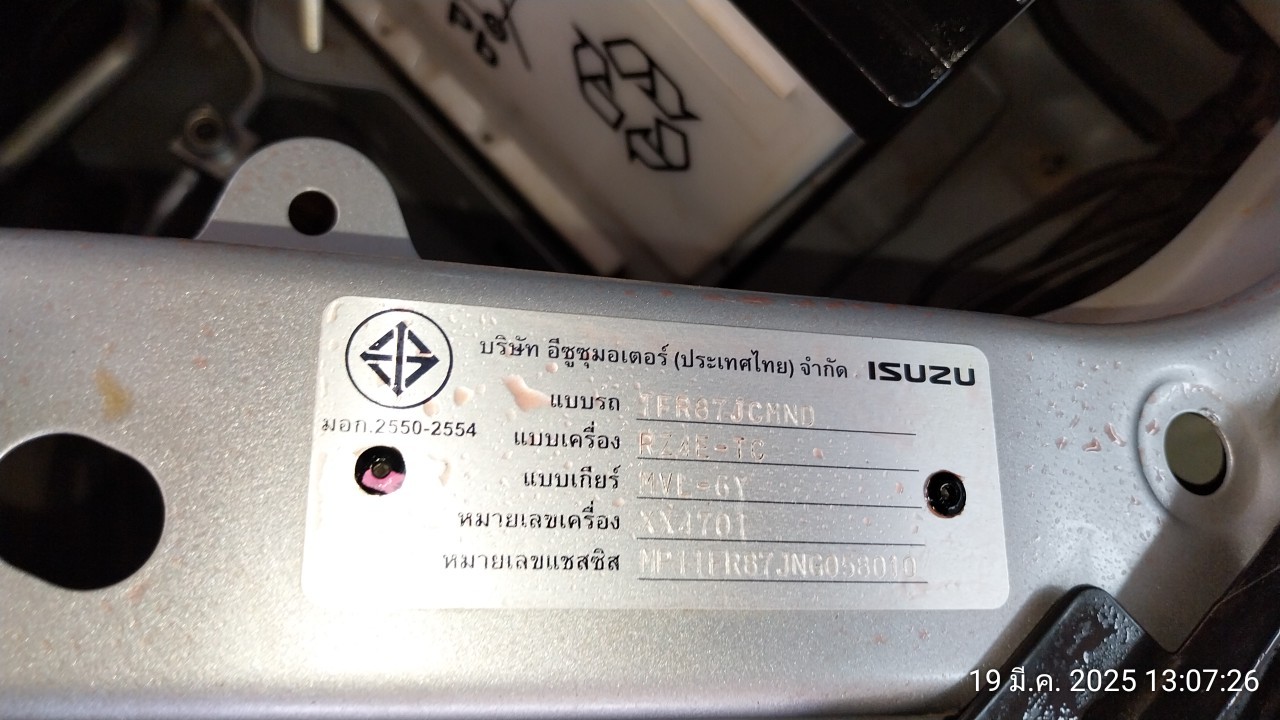 บริษัท อีซูซุมอเตอร์ (ประเทศไทย) จำกัด ISUZU
มอก.2550-2554
แบบรถ TFR87JCMND
แบบเครื่อง RZ4E-TC
แบบเกียร์ MVL-6Y
หมายเลขเครื่อง XX4701
หมายเลขแชสซิส
19 มี.ค. 2025 13:07:26